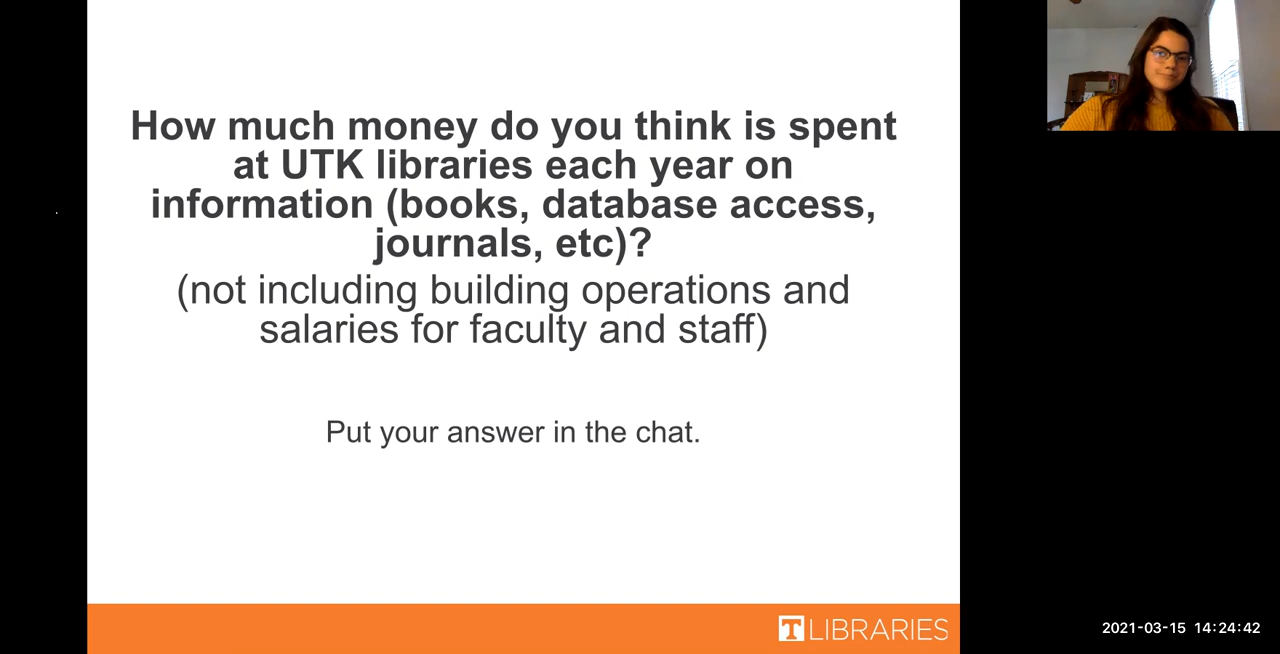 How much money do you think is spent
at UTK libraries each year on
information (books, database access,
journals, etc)?
(not including building operations and
salaries for faculty and staff)
Put your answer in the chat.
T LIBRARIES
2021-03-15 14:24:42